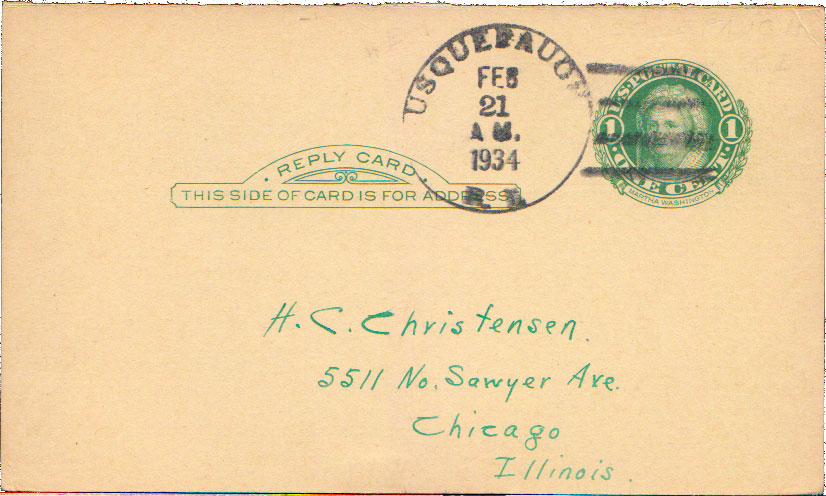 USQUEBAUGH
FEB
21
A M.
1934
R. I.
U.S. POSTAL CARD
1 1
ONE CENT
MARTHA WASHINGTON
· REPLY CARD ·
THIS SIDE OF CARD IS FOR ADDRESS
H. C. Christensen
5511 No. Sawyer Ave.
Chicago
Illinois.